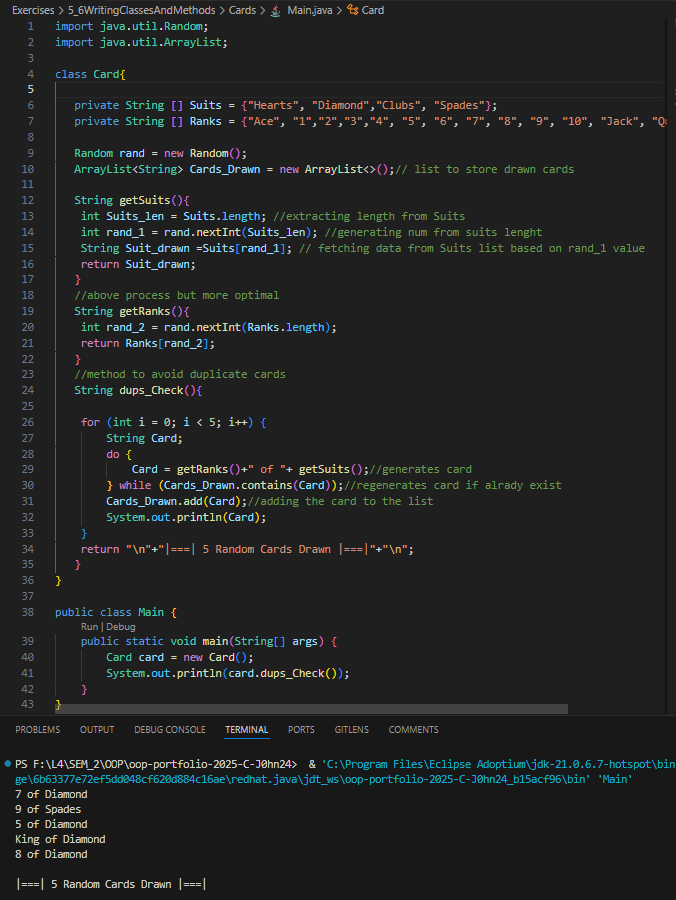 Exercises > 5_6WritingClassesAndMethods > Cards > Main.java > Card
1 import java.util.Random;
2 import java.util.ArrayList;
3
4 class Card{
5
6 private String [] Suits = {"Hearts", "Diamond","Clubs", "Spades"};
7 private String [] Ranks = {"Ace", "1","2","3","4", "5", "6", "7", "8", "9", "10", "Jack", "Qu
8
9 Random rand = new Random();
10 ArrayList<String> Cards_Drawn = new ArrayList<>();// list to store drawn cards
11
12 String getSuits(){
13 int Suits_len = Suits.length; //extracting length from Suits
14 int rand_1 = rand.nextInt(Suits_len); //generating num from suits lenght
15 String Suit_drawn =Suits[rand_1]; // fetching data from Suits list based on rand_1 value
16 return Suit_drawn;
17 }
18 //above process but more optimal
19 String getRanks(){
20 int rand_2 = rand.nextInt(Ranks.length);
21 return Ranks[rand_2];
22 }
23 //method to avoid duplicate cards
24 String dups_Check(){
25
26 for (int i = 0; i < 5; i++) {
27 String Card;
28 do {
29 Card = getRanks()+" of "+ getSuits();//generates card
30 } while (Cards_Drawn.contains(Card));//regenerates card if alrady exist
31 Cards_Drawn.add(Card);//adding the card to the list
32 System.out.println(Card);
33 }
34 return "\n"+"|===| 5 Random Cards Drawn |===|"+"\n";
35 }
36 }
37
38 public class Main {
Run | Debug
39 public static void main(String[] args) {
40 Card card = new Card();
41 System.out.println(card.dups_Check());
42 }
43 }
PROBLEMS OUTPUT DEBUG CONSOLE TERMINAL PORTS GITLENS COMMENTS
PS F:\L4\SEM_2\OOP\oop-portfolio-2025-C-J0hn24> & 'C:\Program Files\Eclipse Adoptium\jdk-21.0.6.7-hotspot\bin
ge\6b63377e72ef5dd048cf620d884c16ae\redhat.java\jdt_ws\oop-portfolio-2025-C-J0hn24_b15acf96\bin' 'Main'
7 of Diamond
9 of Spades
5 of Diamond
King of Diamond
8 of Diamond
|===| 5 Random Cards Drawn |===|